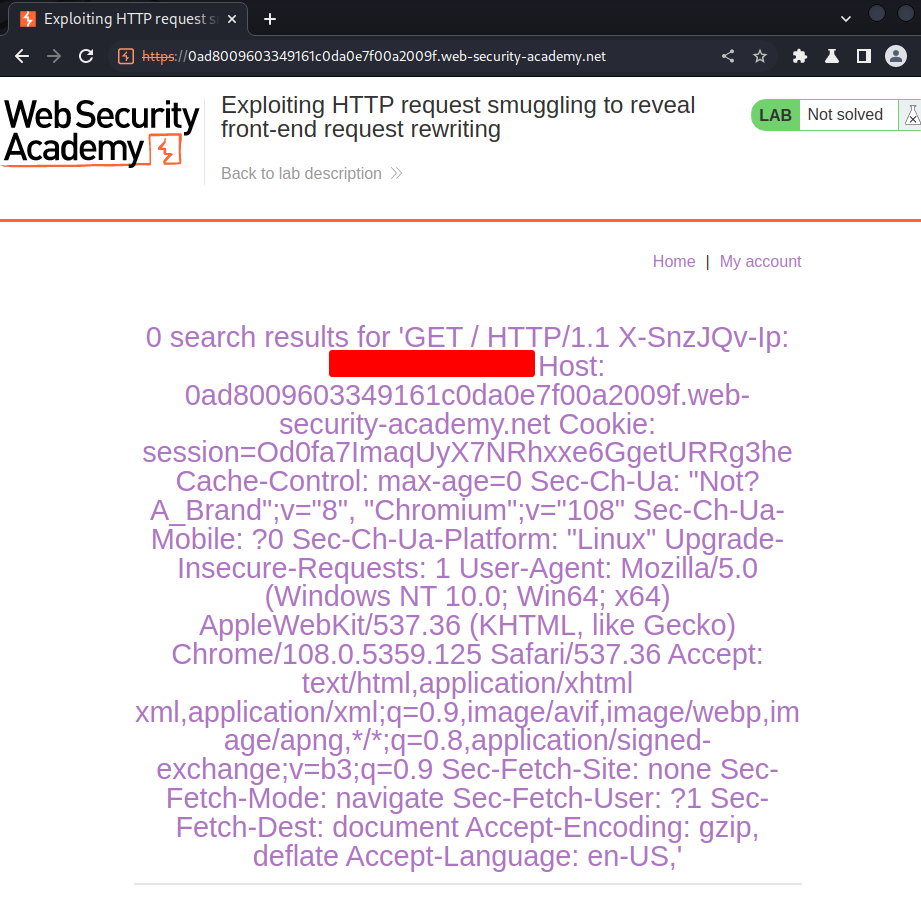 Exploiting HTTP request s
https://0ad8009603349161c0da0e7f00a2009f.web-security-academy.net
Web Security
Academy
Exploiting HTTP request smuggling to reveal
front-end request rewriting
LAB Not solved
Back to lab description
Home | My account
0 search results for 'GET / HTTP/1.1 X-SnzJQv-Ip:
Host:
0ad8009603349161c0da0e7f00a2009f.web-
security-academy.net Cookie:
session=Od0fa7ImaqUyX7NRhxxe6GgetURRg3he
Cache-Control: max-age=0 Sec-Ch-Ua: "Not?
A_Brand";v="8", "Chromium";v="108" Sec-Ch-Ua-
Mobile: ?0 Sec-Ch-Ua-Platform: "Linux" Upgrade-
Insecure-Requests: 1 User-Agent: Mozilla/5.0
(Windows NT 10.0; Win64; x64)
AppleWebKit/537.36 (KHTML, like Gecko)
Chrome/108.0.5359.125 Safari/537.36 Accept:
text/html,application/xhtml
xml,application/xml;q=0.9,image/avif,image/webp,im
age/apng,*/*;q=0.8,application/signed-
exchange;v=b3;q=0.9 Sec-Fetch-Site: none Sec-
Fetch-Mode: navigate Sec-Fetch-User: ?1 Sec-
Fetch-Dest: document Accept-Encoding: gzip,
deflate Accept-Language: en-US,'